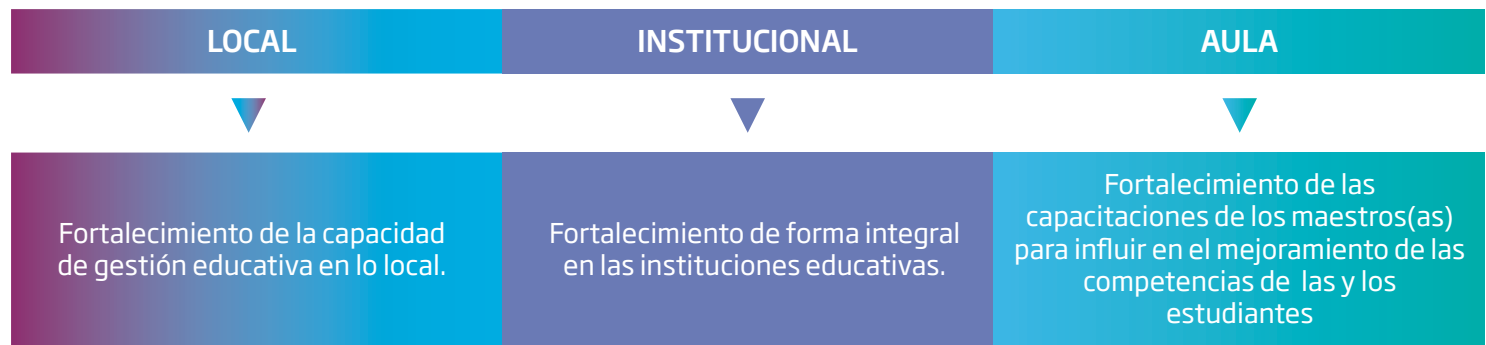 LOCAL
INSTITUCIONAL
AULA
Fortalecimiento de la capacidad
de gestión educativa en lo local.
Fortalecimiento de forma integral
en las instituciones educativas.
Fortalecimiento de las
capacitaciones de los maestros(as)
para influir en el mejoramiento de las
competencias de  las y los
estudiantes